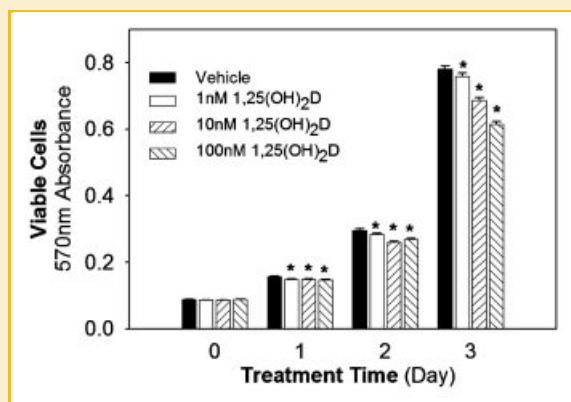 0.8
0.6
0.4
0.2
0.0
Viable Cells
570nm Absorbance
Vehicle
1nM 1,25(OH)₂D
10nM 1,25(OH)₂D
100nM 1,25(OH)₂D
* * *
* * *
* * *
0 1 2 3
Treatment Time (Day)